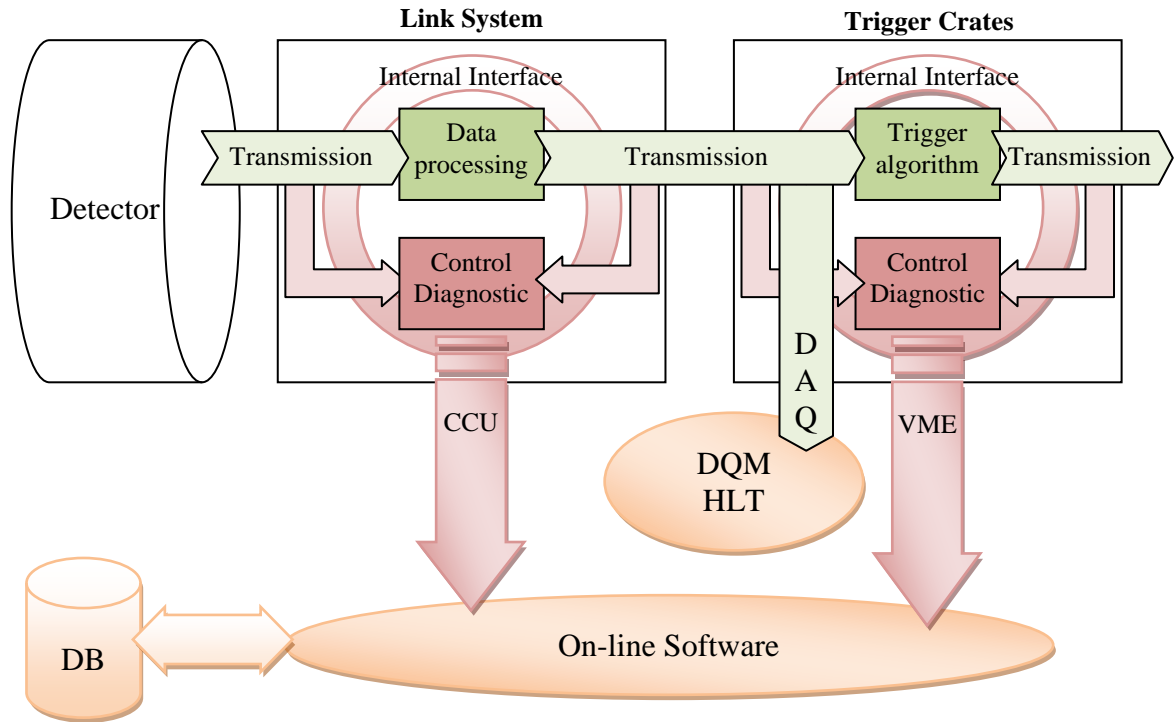 Link System
Trigger Crates
Internal Interface
Internal Interface
Detector
Transmission
Data
processing
Transmission
Trigger
algorithm
Transmission
Control
Diagnostic
Control
Diagnostic
D
A
Q
CCU
VME
DQM
HLT
DB
On-line Software